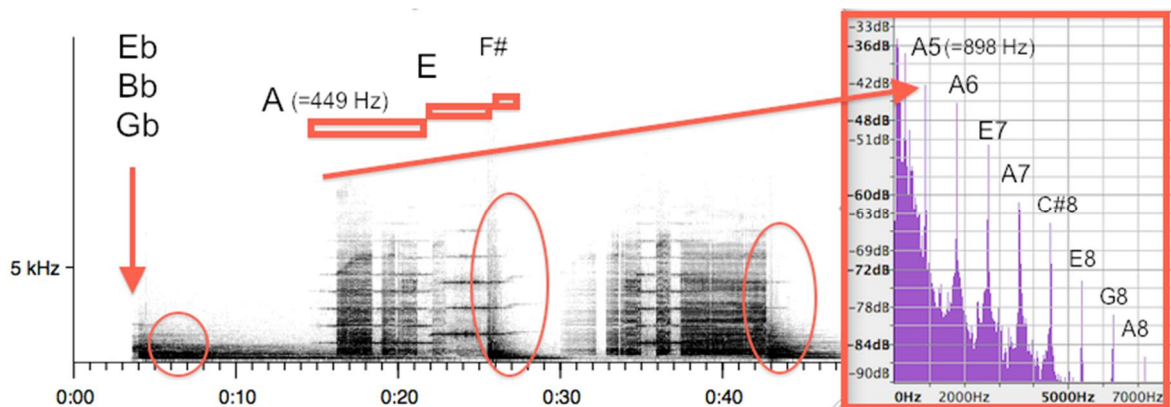 Eb
Bb
Gb
A (=449 Hz)
E
F#
5 kHz
0:00
0:10
0:20
0:30
0:40
-33dB
-36dB
-42dB
-48dB
-51dB
-60dB
-63dB
-69dB
-72dB
-78dB
-84dB
-90dB
A5 (=898 Hz)
A6
E7
A7
C#8
E8
G8
A8
0Hz
2000Hz
5000Hz
7000Hz